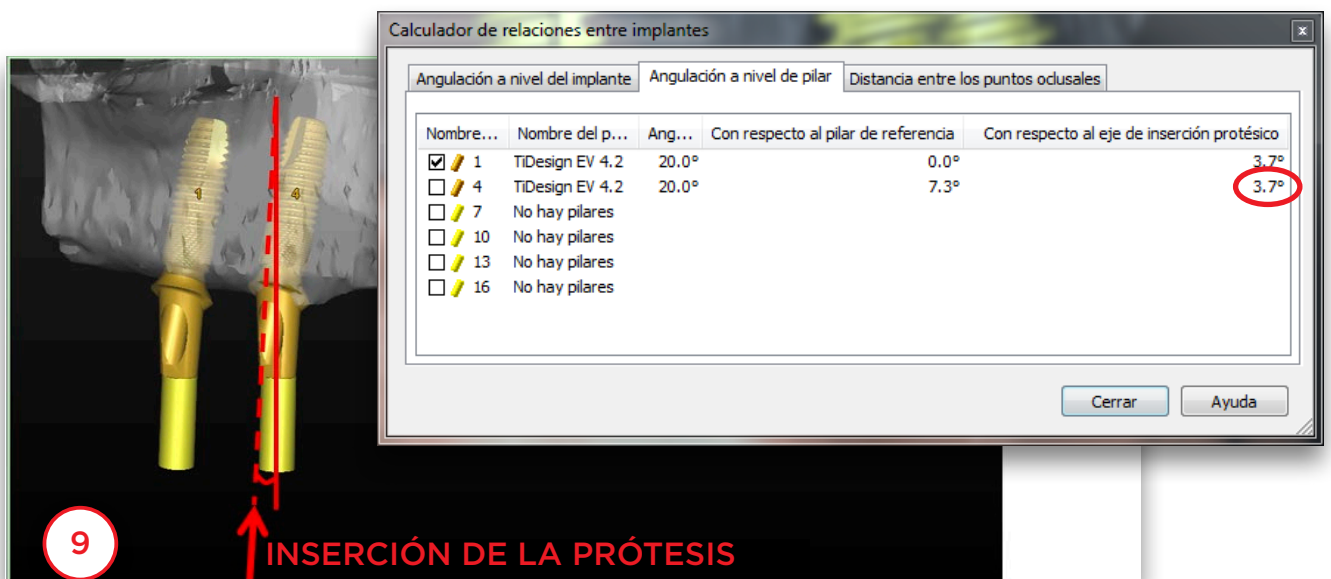 Calculador de relaciones entre implantes
x
Angulación a nivel del implante Angulación a nivel de pilar Distancia entre los puntos oclusales
Nombre... Nombre del p... Ang... Con respecto al pilar de referencia Con respecto al eje de inserción protésico
1 TiDesign EV 4.2 20.0° 0.0° 3.7°
4 TiDesign EV 4.2 20.0° 7.3° 3.7°
7 No hay pilares
10 No hay pilares
13 No hay pilares
16 No hay pilares
Cerrar Ayuda
1 4
9 INSERCIÓN DE LA PRÓTESIS